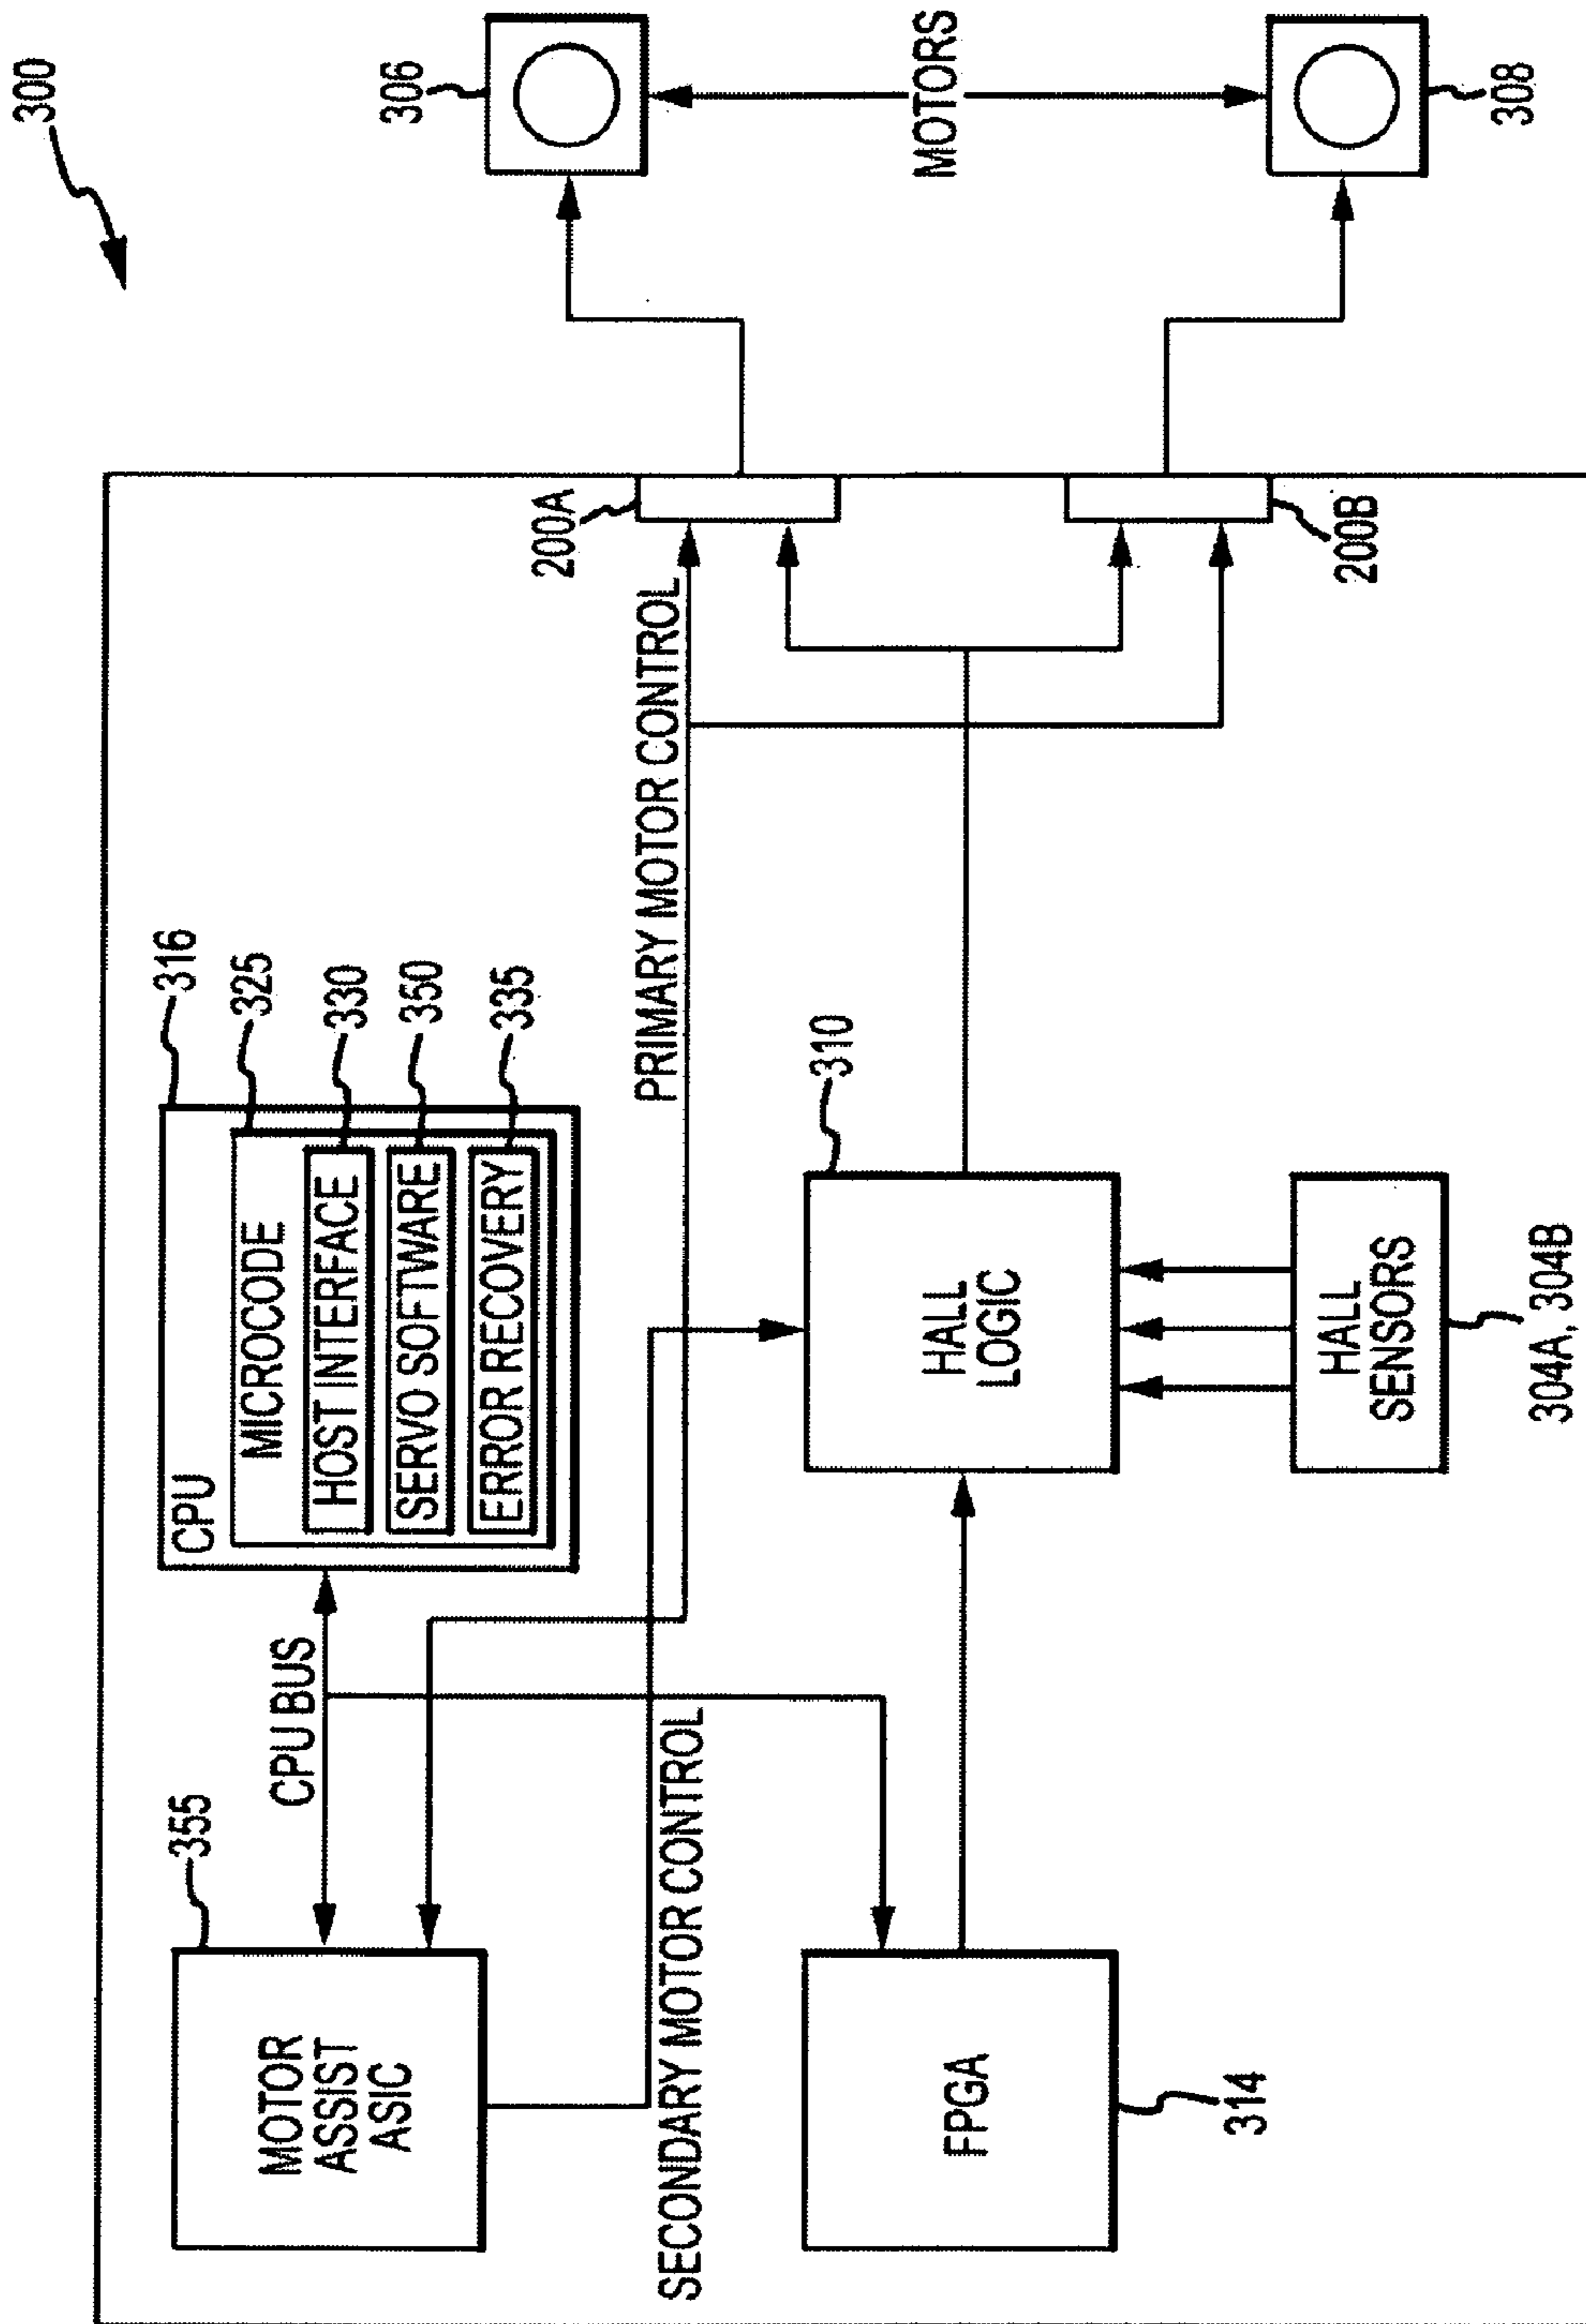 300
306
MOTORS
308
200A
200B
PRIMARY MOTOR CONTROL
316
325
330
350
335
CPU
MICROCODE
HOST INTERFACE
SERVO SOFTWARE
ERROR RECOVERY
310
HALL
LOGIC
HALL
SENSORS
304A, 304B
CPU BUS
355
MOTOR
ASSIST
ASIC
SECONDARY MOTOR CONTROL
FPGA
314